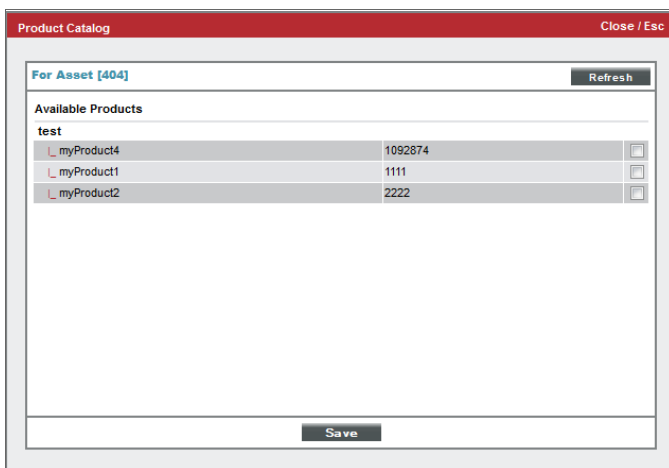 Product Catalog Close / Esc
For Asset [404] Refresh
Available Products
test
|_ myProduct4 1092874
|_ myProduct1 1111
|_ myProduct2 2222
Save